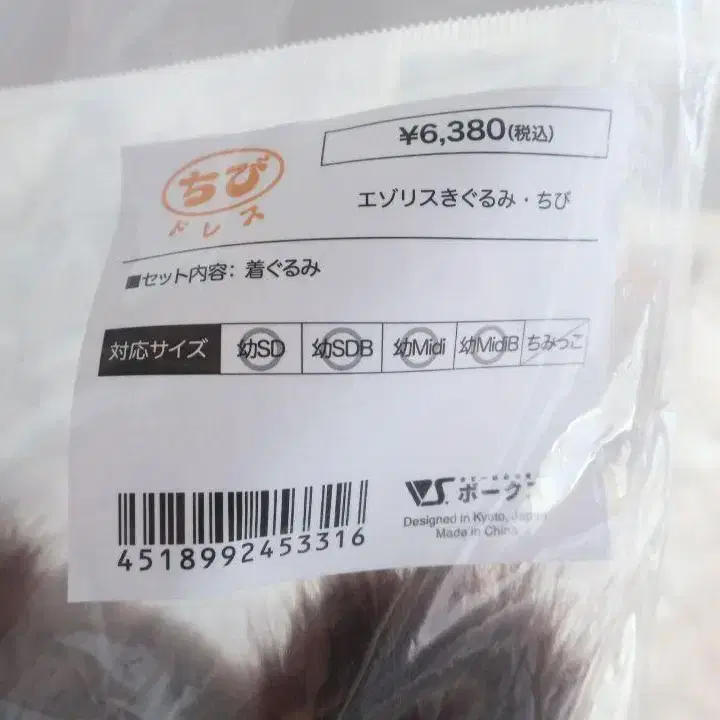 ¥6,380(税込)
ちび
ドレス
エゾリスきぐるみ・ちび
■セット内容: 着ぐるみ
対応サイズ 幼SD 幼SDB 幼Midi 幼MidiB ちみっこ
VS. ボークス
Designed in Kyoto, Japan
Made in China
4518992453316